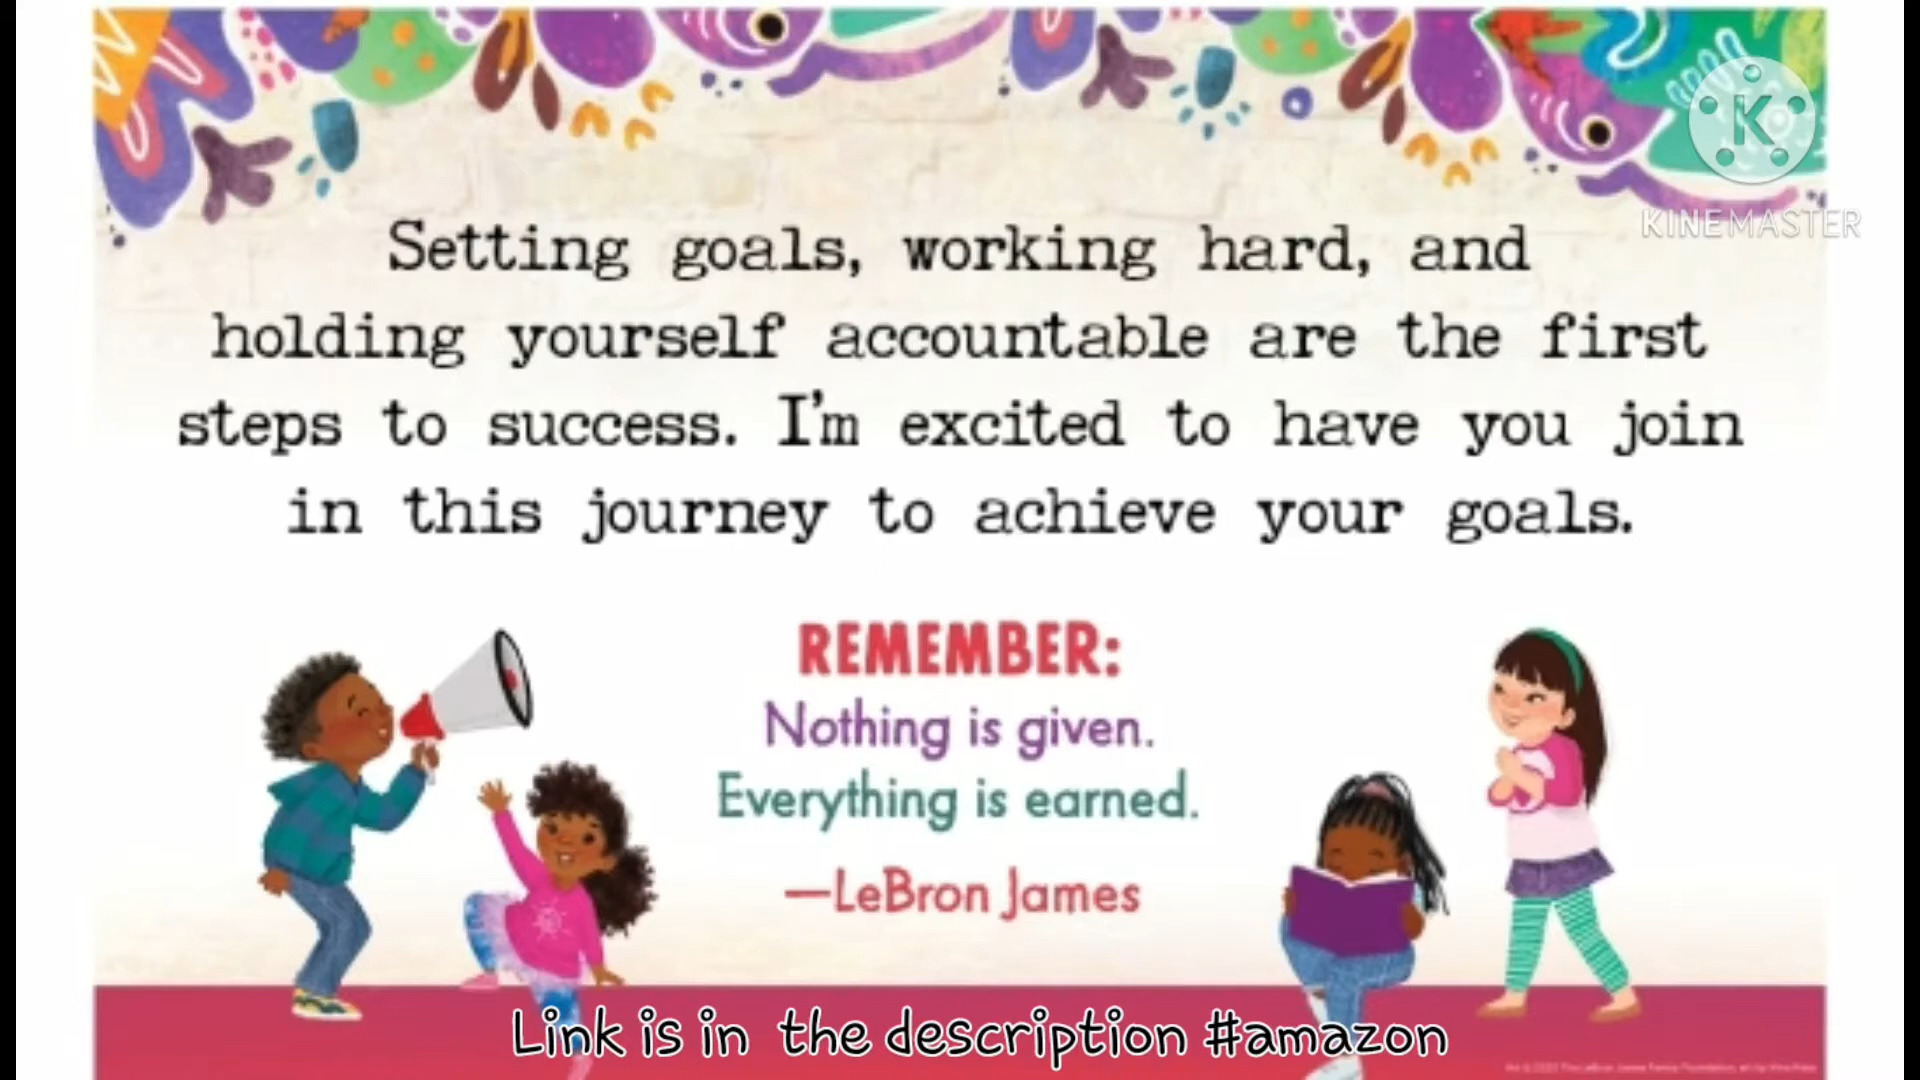 K
KINEMASTER
Setting goals, working hard, and
holding yourself accountable are the first
steps to success. I'm excited to have you join
in this journey to achieve your goals.
REMEMBER:
Nothing is given.
Everything is earned.
—LeBron James
Link is in the description #amazon